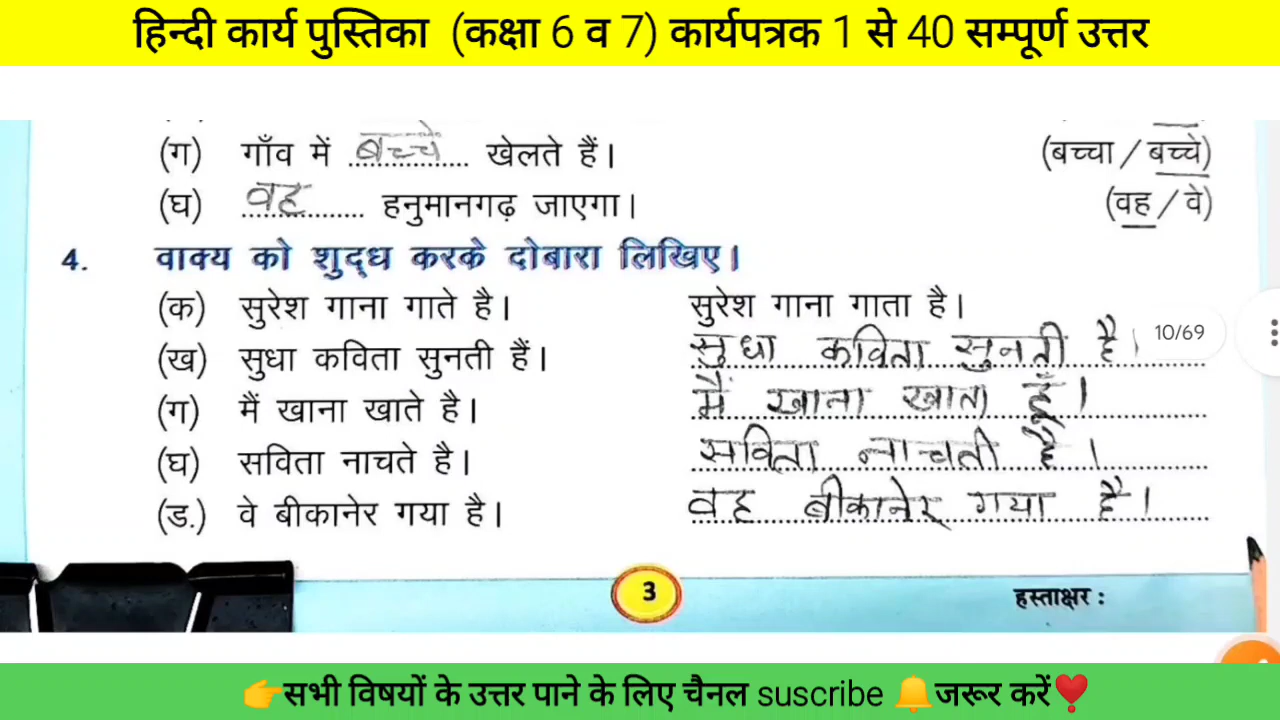 हिन्दी कार्य पुस्तिका (कक्षा 6 व 7) कार्यपत्रक 1 से 40 सम्पूर्ण उत्तर
(ग) गाँव में बच्चे खेलते हैं। (बच्चा / बच्चे)
(घ) वह हनुमानगढ़ जाएगा। (वह / वे)
4. वाक्य को शुद्ध करके दोबारा लिखिए।
(क) सुरेश गाना गाते है। सुरेश गाना गाता है।
(ख) सुधा कविता सुनती हैं। सुधा कविता सुनती है।
10/69
(ग) मैं खाना खाते है। मैं खाना खाता हूँ।
(घ) सविता नाचते है। सविता नाचती है।
(ड.) वे बीकानेर गया है। वह बीकानेर गया है।
3
हस्ताक्षर :
👉सभी विषयों के उत्तर पाने के लिए चैनल suscribe 🔔जरूर करें❣️